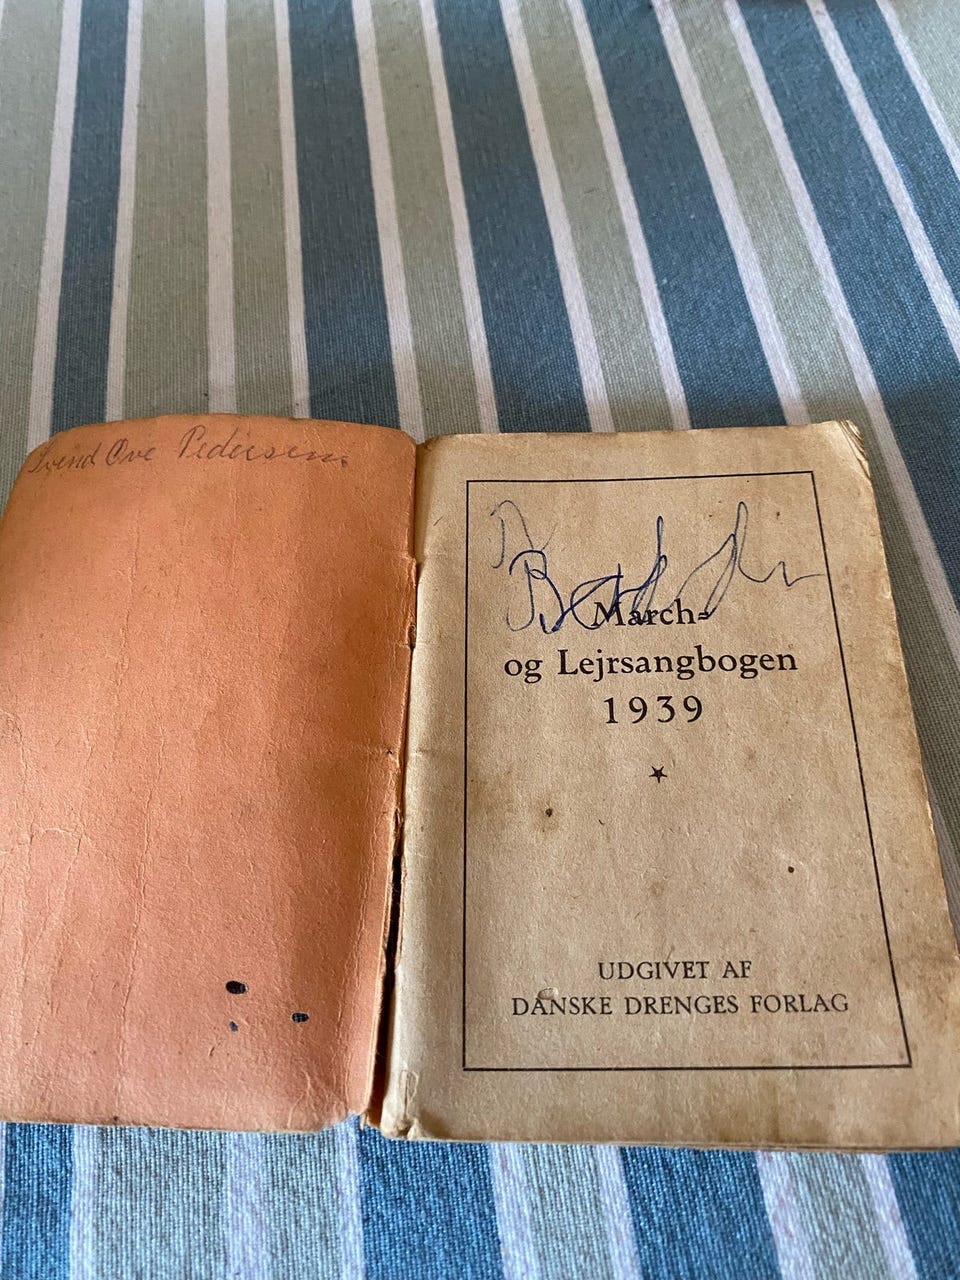 Svend Ove Pedersen
March-
og Lejrsangbogen
1939
UDGIVET AF
DANSKE DRENGES FORLAG